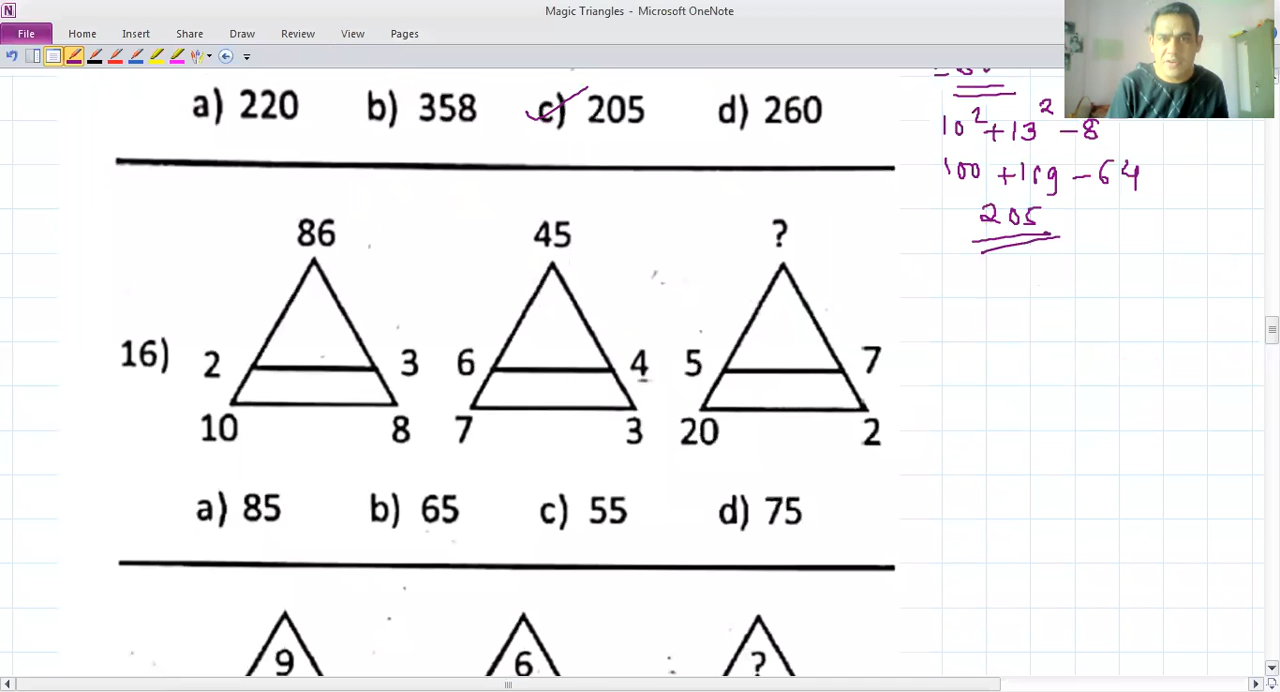 Magic Triangles - Microsoft OneNote
File Home Insert Share Draw Review View Pages
a) 220 b) 358 c) 205 d) 260
10² + 13² - 8
100 + 169 - 64
205
86 45 ?
16) 2 3 6 4 5 7
10 8 7 3 20 2
a) 85 b) 65 c) 55 d) 75
9 6 ?